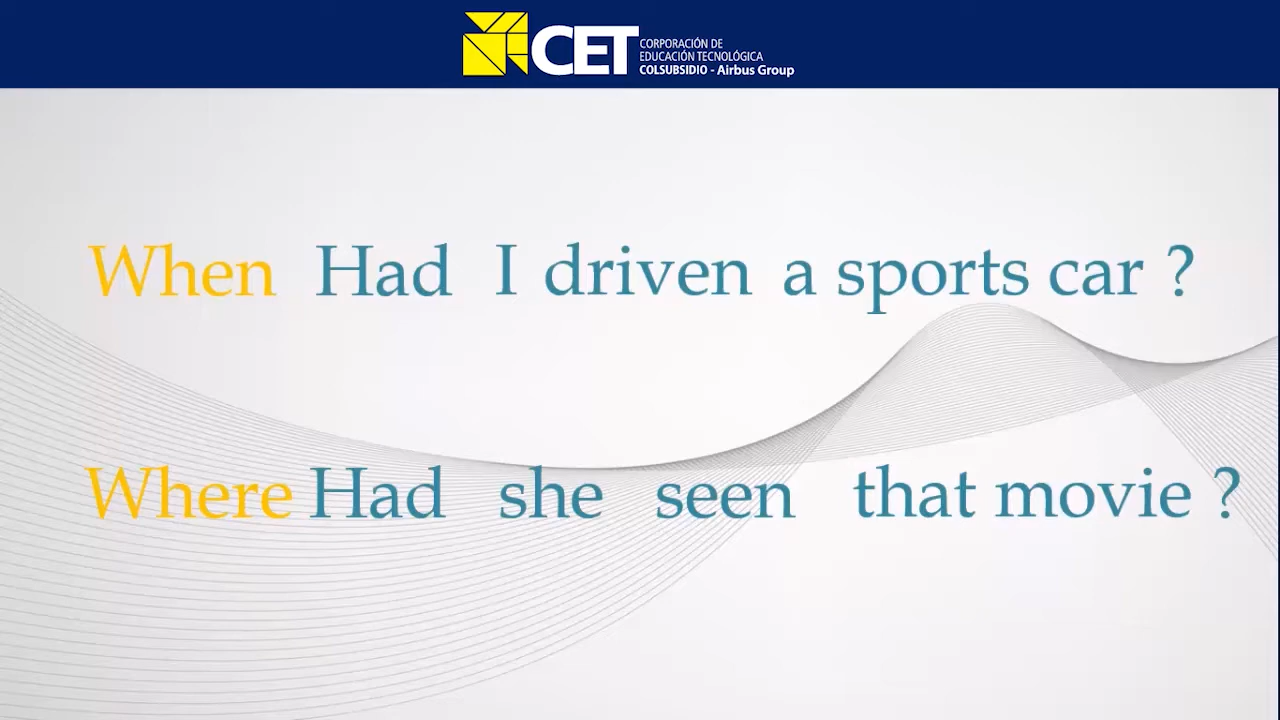 CET
CORPORACIÓN DE
EDUCACIÓN TECNOLÓGICA
COLSUBSIDIO - Airbus Group
When Had I driven a sports car ?
Where Had she seen that movie ?